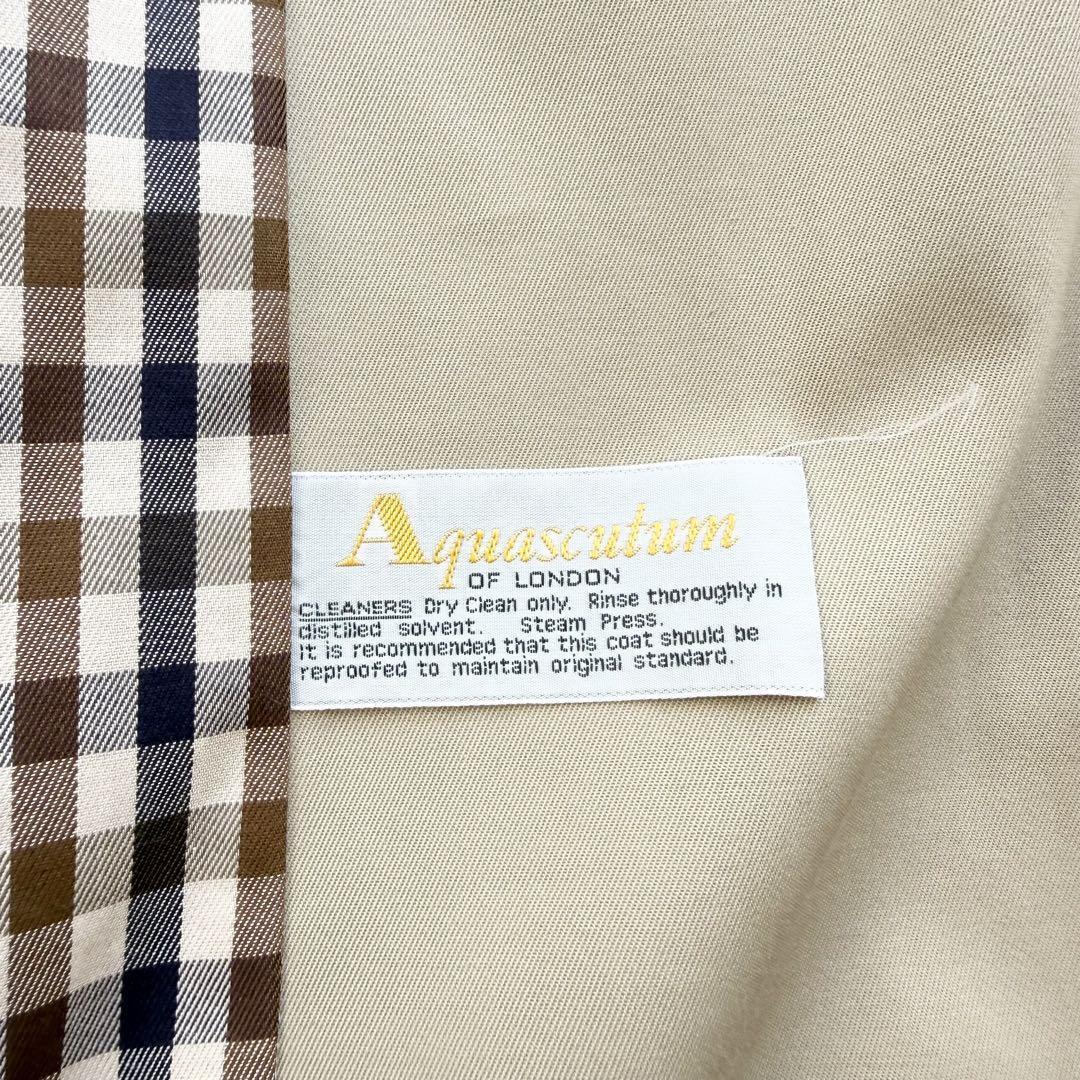 Aquascutum
OF LONDON
CLEANERS Dry Clean only. Rinse thoroughly in
distilled solvent. Steam Press.
It is recommended that this coat should be
reproofed to maintain original standard.